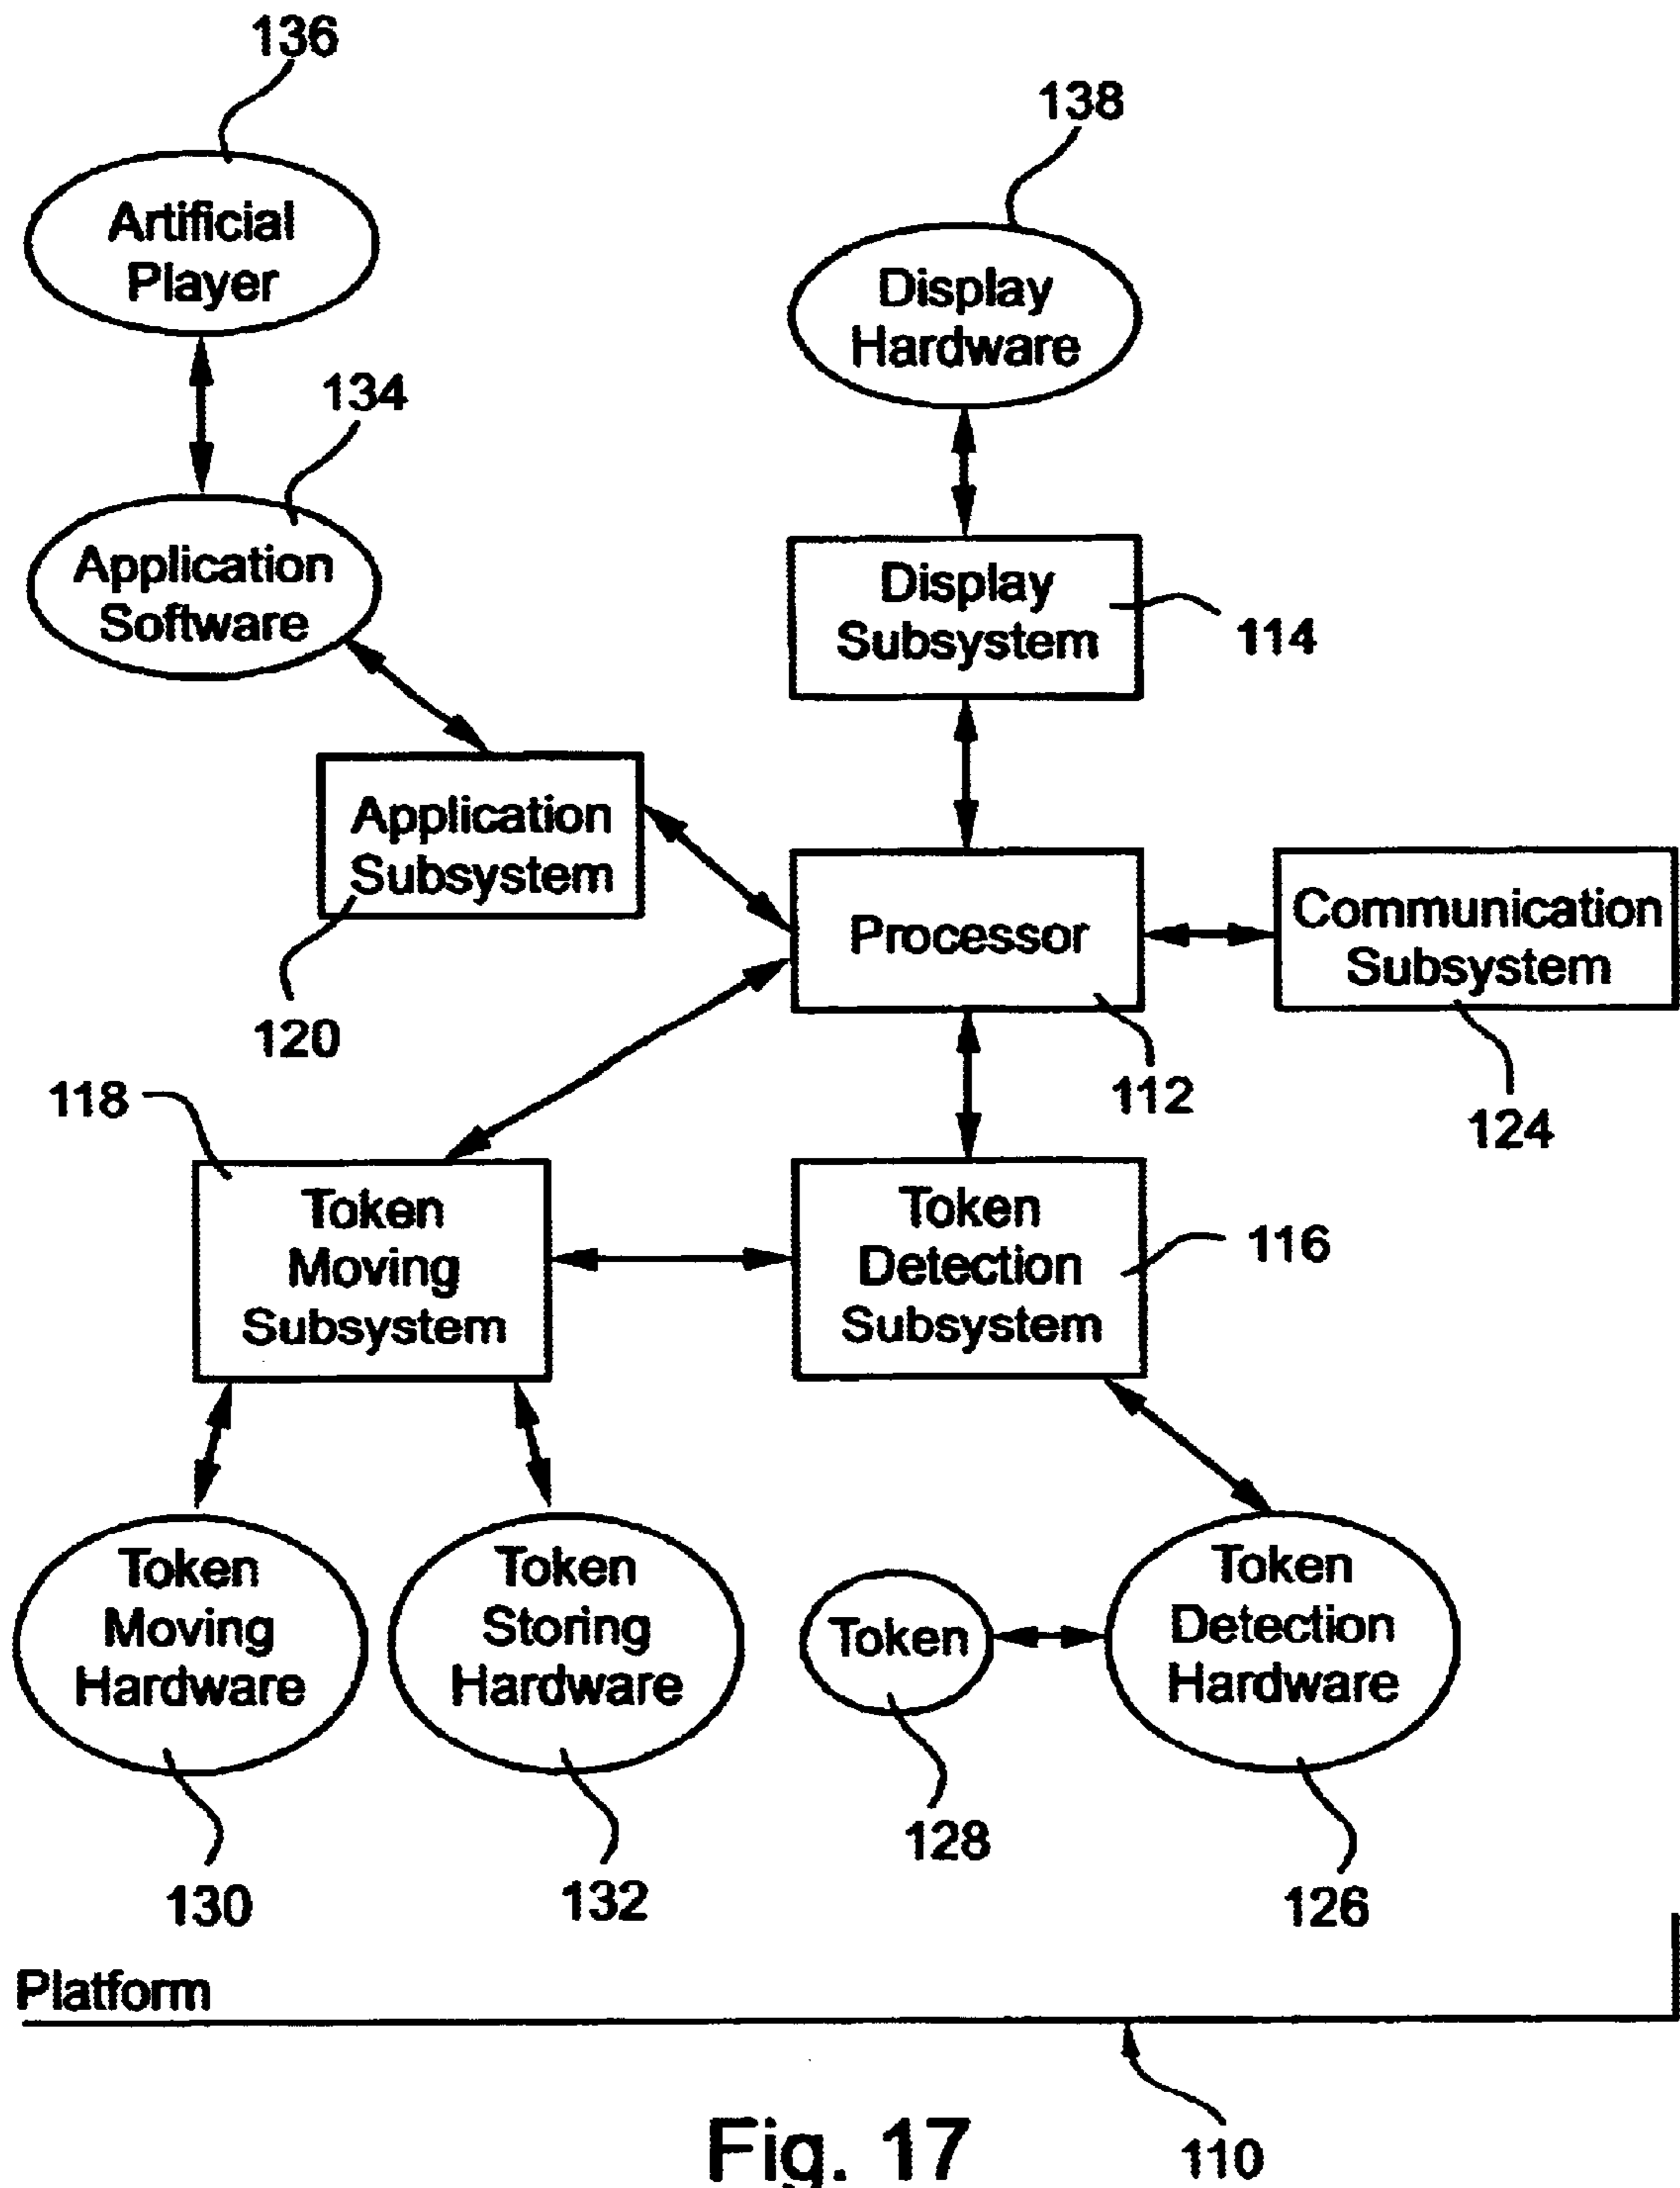 136
138
Artificial
Player
Display
Hardware
134
Application
Software
Display
Subsystem
114
Application
Subsystem
Processor
Communication
Subsystem
120
112
124
118
Token
Moving
Subsystem
Token
Detection
Subsystem
116
Token
Moving
Hardware
Token
Storing
Hardware
Token
Token
Detection
Hardware
128
130
132
126
Platform
110
Fig. 17